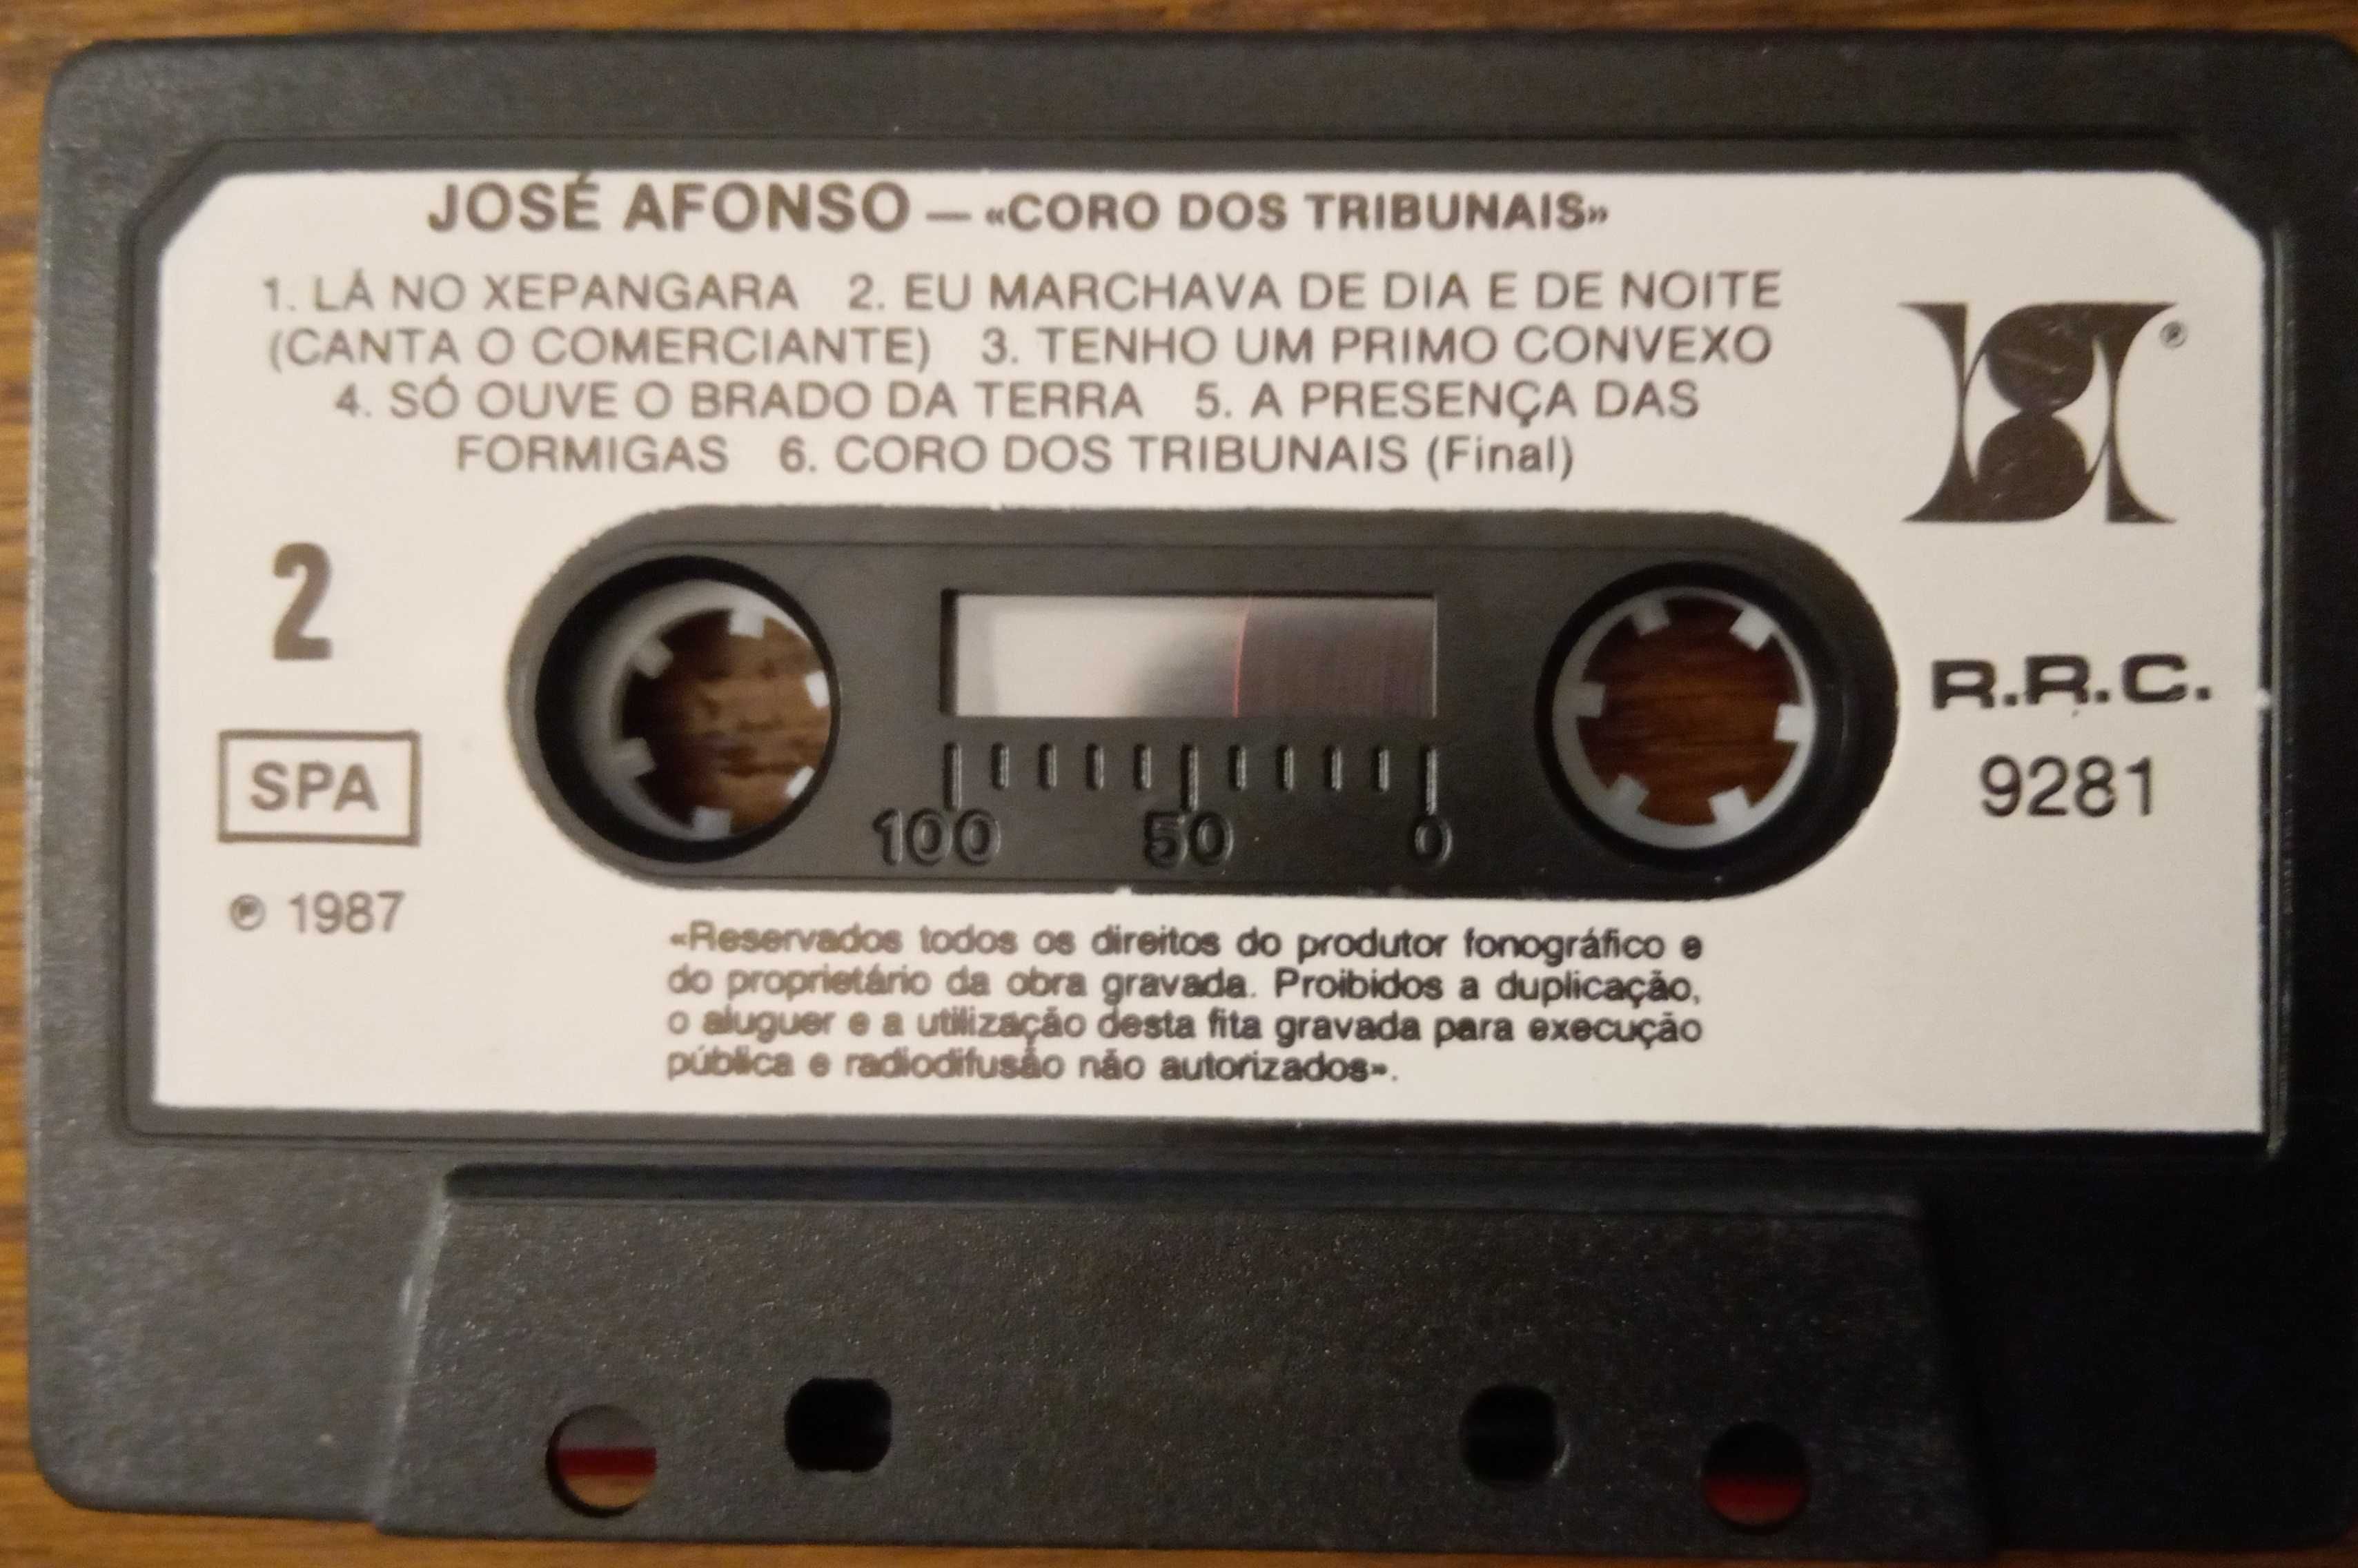 JOSÉ AFONSO — «CORO DOS TRIBUNAIS»
1. LÁ NO XEPANGARA 2. EU MARCHAVA DE DIA E DE NOITE
(CANTA O COMERCIANTE) 3. TENHO UM PRIMO CONVEXO
4. SÓ OUVE O BRADO DA TERRA 5. A PRESENÇA DAS
FORMIGAS 6. CORO DOS TRIBUNAIS (Final)
®
2
SPA
℗ 1987
100 50 0
R.R.C.
9281
«Reservados todos os direitos do produtor fonográfico e
do proprietário da obra gravada. Proibidos a duplicação,
o aluguer e a utilização desta fita gravada para execução
pública e radiodifusão não autorizados».